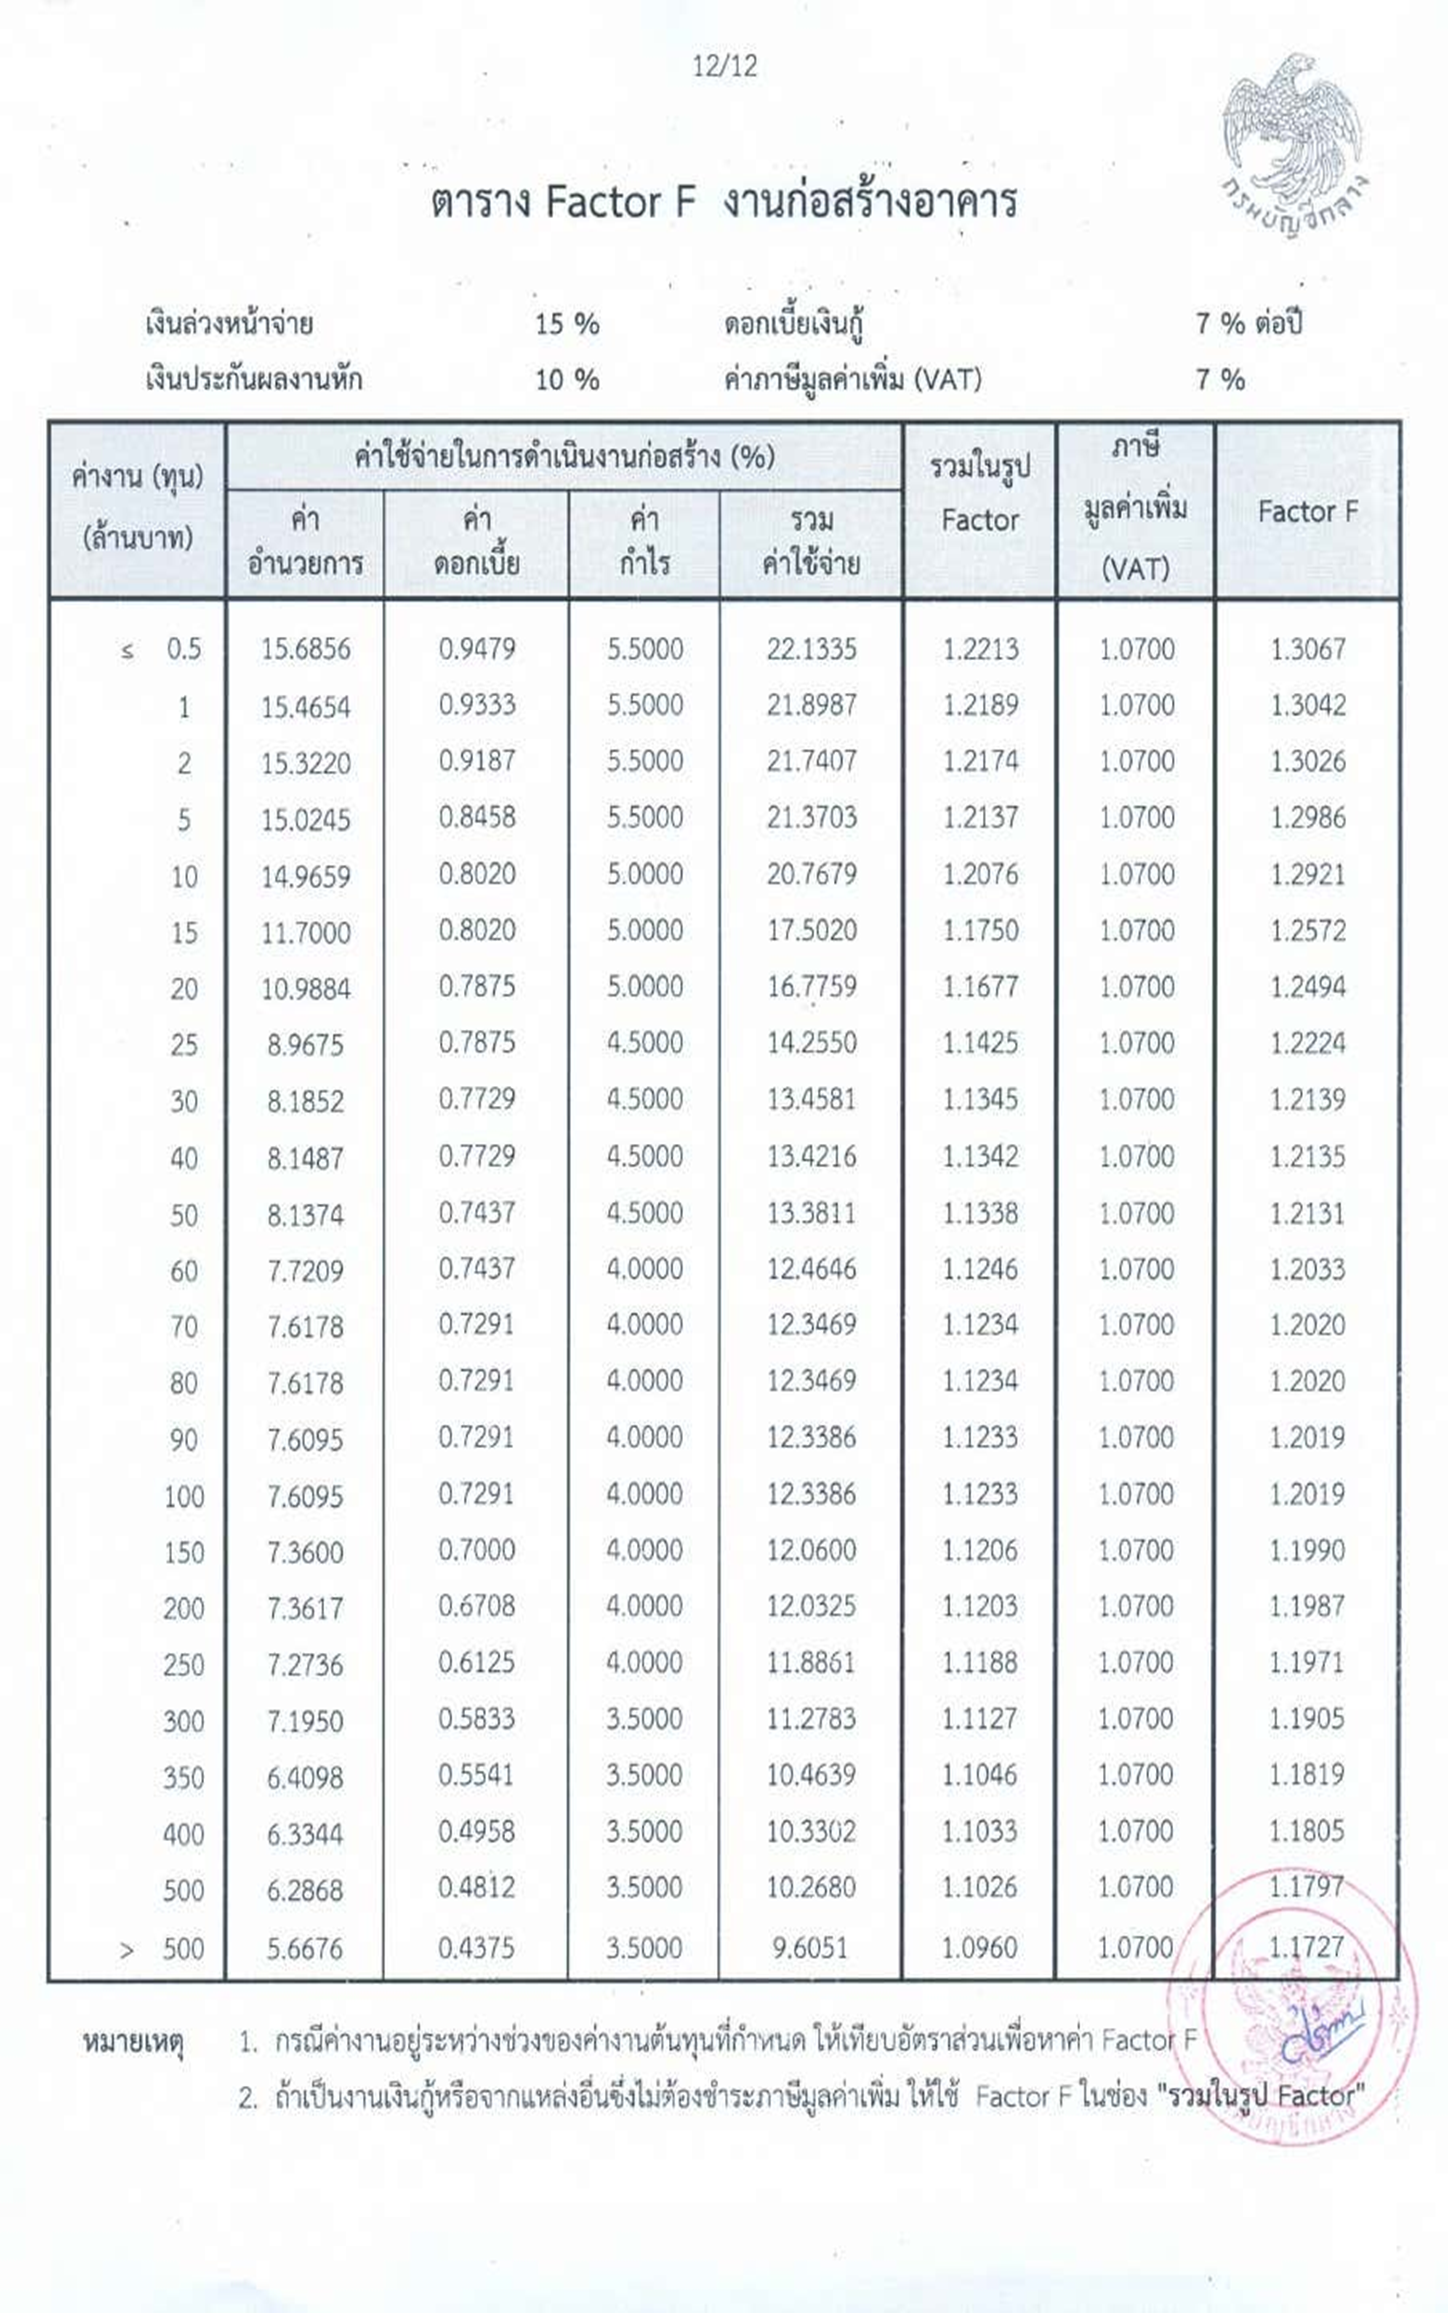 12/12
กรมบัญชีกลาง
ตาราง Factor F งานก่อสร้างอาคาร
เงินล่วงหน้าจ่าย 15 % ดอกเบี้ยเงินกู้ 7 % ต่อปี
เงินประกันผลงานหัก 10 % ค่าภาษีมูลค่าเพิ่ม (VAT) 7 %
ค่างาน (ทุน) (ล้านบาท) ค่าใช้จ่ายในการดำเนินงานก่อสร้าง (%) รวมในรูป Factor ภาษี มูลค่าเพิ่ม (VAT) Factor F
ค่าอำนวยการ ค่าดอกเบี้ย ค่ากำไร รวมค่าใช้จ่าย
≤ 0.5 15.6856 0.9479 5.5000 22.1335 1.2213 1.0700 1.3067
1 15.4654 0.9333 5.5000 21.8987 1.2189 1.0700 1.3042
2 15.3220 0.9187 5.5000 21.7407 1.2174 1.0700 1.3026
5 15.0245 0.8458 5.5000 21.3703 1.2137 1.0700 1.2986
10 14.9659 0.8020 5.0000 20.7679 1.2076 1.0700 1.2921
15 11.7000 0.8020 5.0000 17.5020 1.1750 1.0700 1.2572
20 10.9884 0.7875 5.0000 16.7759 1.1677 1.0700 1.2494
25 8.9675 0.7875 4.5000 14.2550 1.1425 1.0700 1.2224
30 8.1852 0.7729 4.5000 13.4581 1.1345 1.0700 1.2139
40 8.1487 0.7729 4.5000 13.4216 1.1342 1.0700 1.2135
50 8.1374 0.7437 4.5000 13.3811 1.1338 1.0700 1.2131
60 7.7209 0.7437 4.0000 12.4646 1.1246 1.0700 1.2033
70 7.6178 0.7291 4.0000 12.3469 1.1234 1.0700 1.2020
80 7.6178 0.7291 4.0000 12.3469 1.1234 1.0700 1.2020
90 7.6095 0.7291 4.0000 12.3386 1.1233 1.0700 1.2019
100 7.6095 0.7291 4.0000 12.3386 1.1233 1.0700 1.2019
150 7.3600 0.7000 4.0000 12.0600 1.1206 1.0700 1.1990
200 7.3617 0.6708 4.0000 12.0325 1.1203 1.0700 1.1987
250 7.2736 0.6125 4.0000 11.8861 1.1188 1.0700 1.1971
300 7.1950 0.5833 3.5000 11.2783 1.1127 1.0700 1.1905
350 6.4098 0.5541 3.5000 10.4639 1.1046 1.0700 1.1819
400 6.3344 0.4958 3.5000 10.3302 1.1033 1.0700 1.1805
500 6.2868 0.4812 3.5000 10.2680 1.1026 1.0700 1.1797
> 500 5.6676 0.4375 3.5000 9.6051 1.0960 1.0700 1.1727
หมายเหตุ 1. กรณีค่างานอยู่ระหว่างช่วงของค่างานต้นทุนที่กำหนด ให้เทียบอัตราส่วนเพื่อหาค่า Factor F
2. ถ้าเป็นงานเงินกู้หรือจากแหล่งอื่นซึ่งไม่ต้องชำระภาษีมูลค่าเพิ่ม ให้ใช้ Factor F ในช่อง "รวมในรูป Factor"